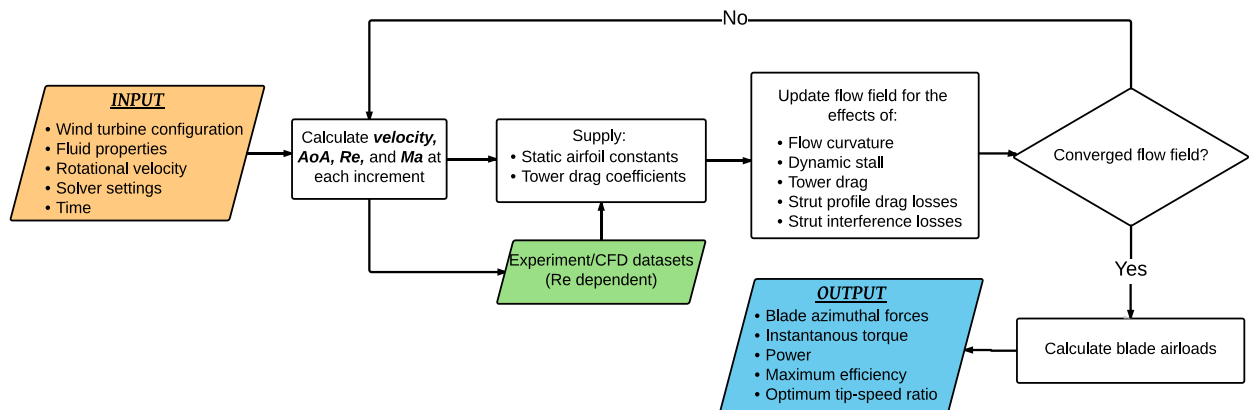 No
INPUT
• Wind turbine configuration
• Fluid properties
• Rotational velocity
• Solver settings
• Time
Calculate velocity,
AoA, Re, and Ma at
each increment
Supply:
• Static airfoil constants
• Tower drag coefficients
Experiment/CFD datasets
(Re dependent)
Update flow field for the
effects of:
• Flow curvature
• Dynamic stall
• Tower drag
• Strut profile drag losses
• Strut interference losses
Converged flow field?
Yes
Calculate blade airloads
OUTPUT
• Blade azimuthal forces
• Instantanous torque
• Power
• Maximum efficiency
• Optimum tip-speed ratio